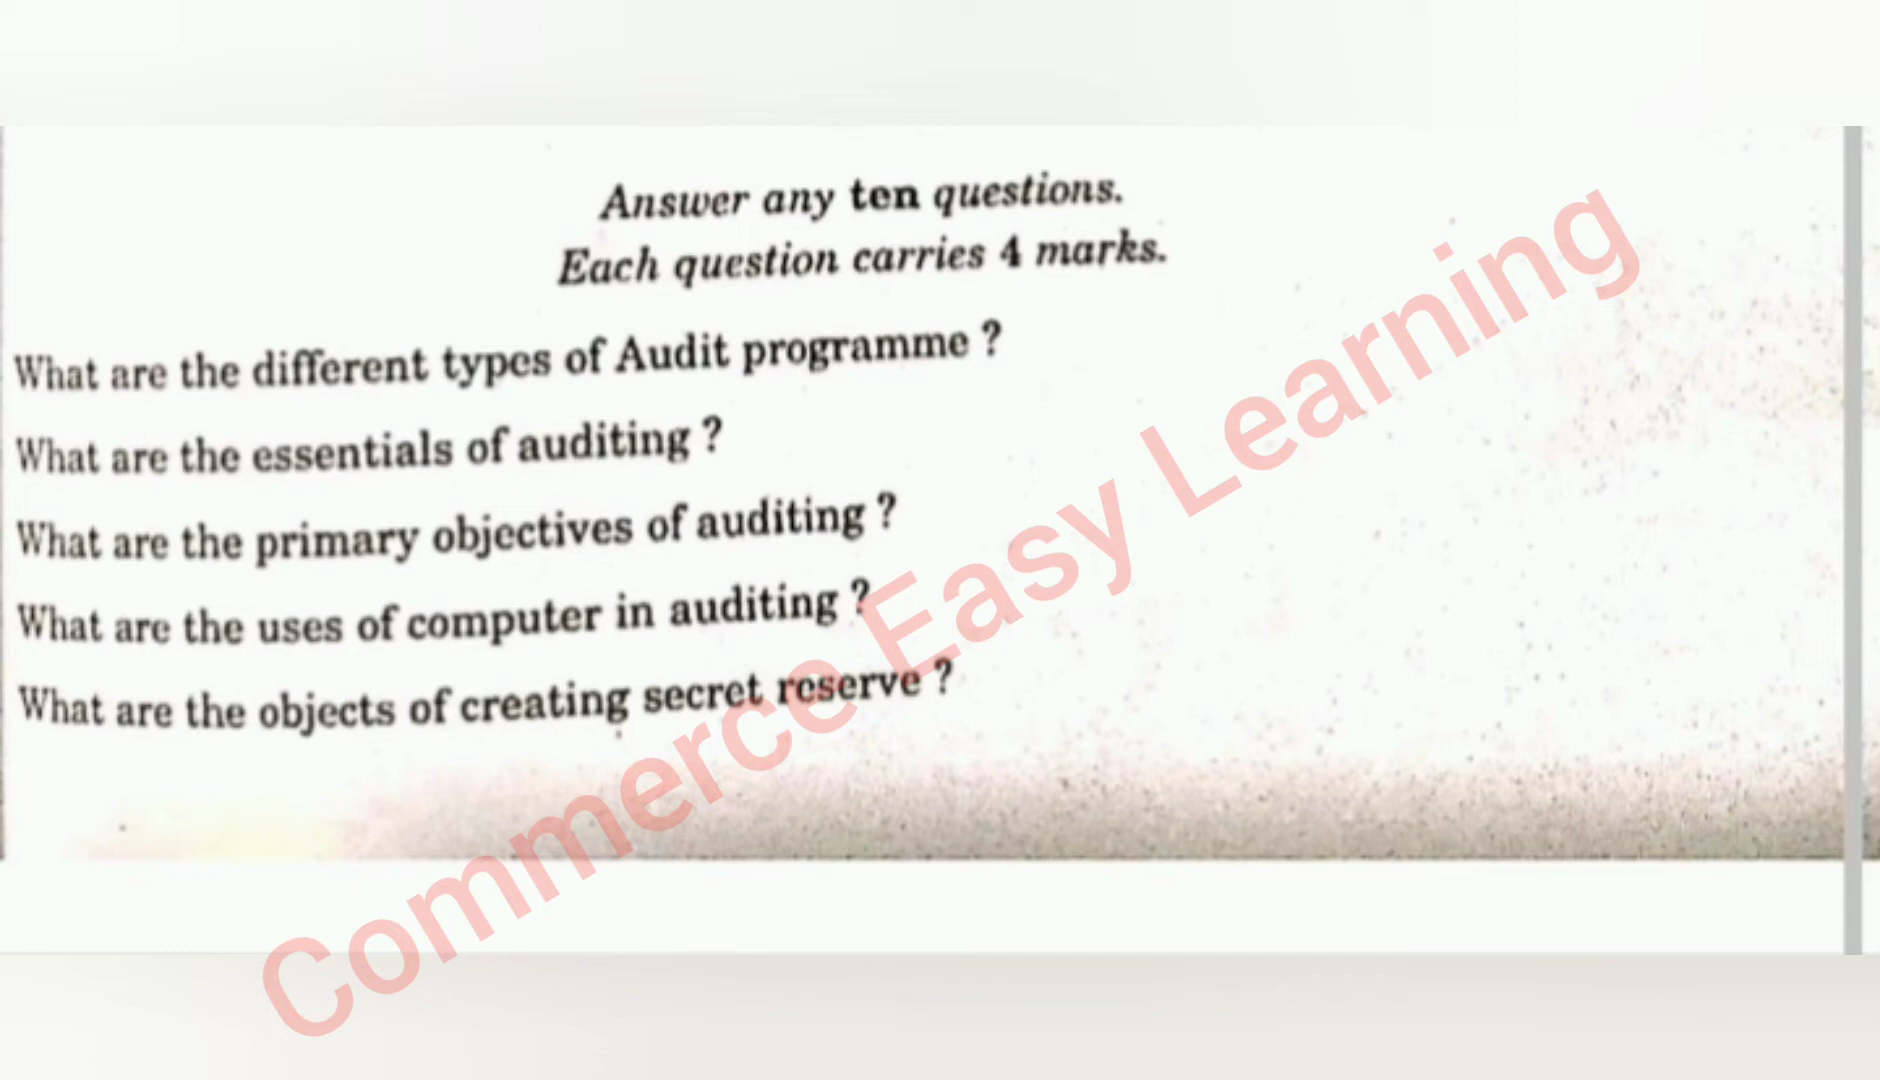 Answer any ten questions.
Each question carries 4 marks.
What are the different types of Audit programme ?
What are the essentials of auditing ?
What are the primary objectives of auditing ?
What are the uses of computer in auditing ?
What are the objects of creating secret reserve ?
Commerce Easy Learning